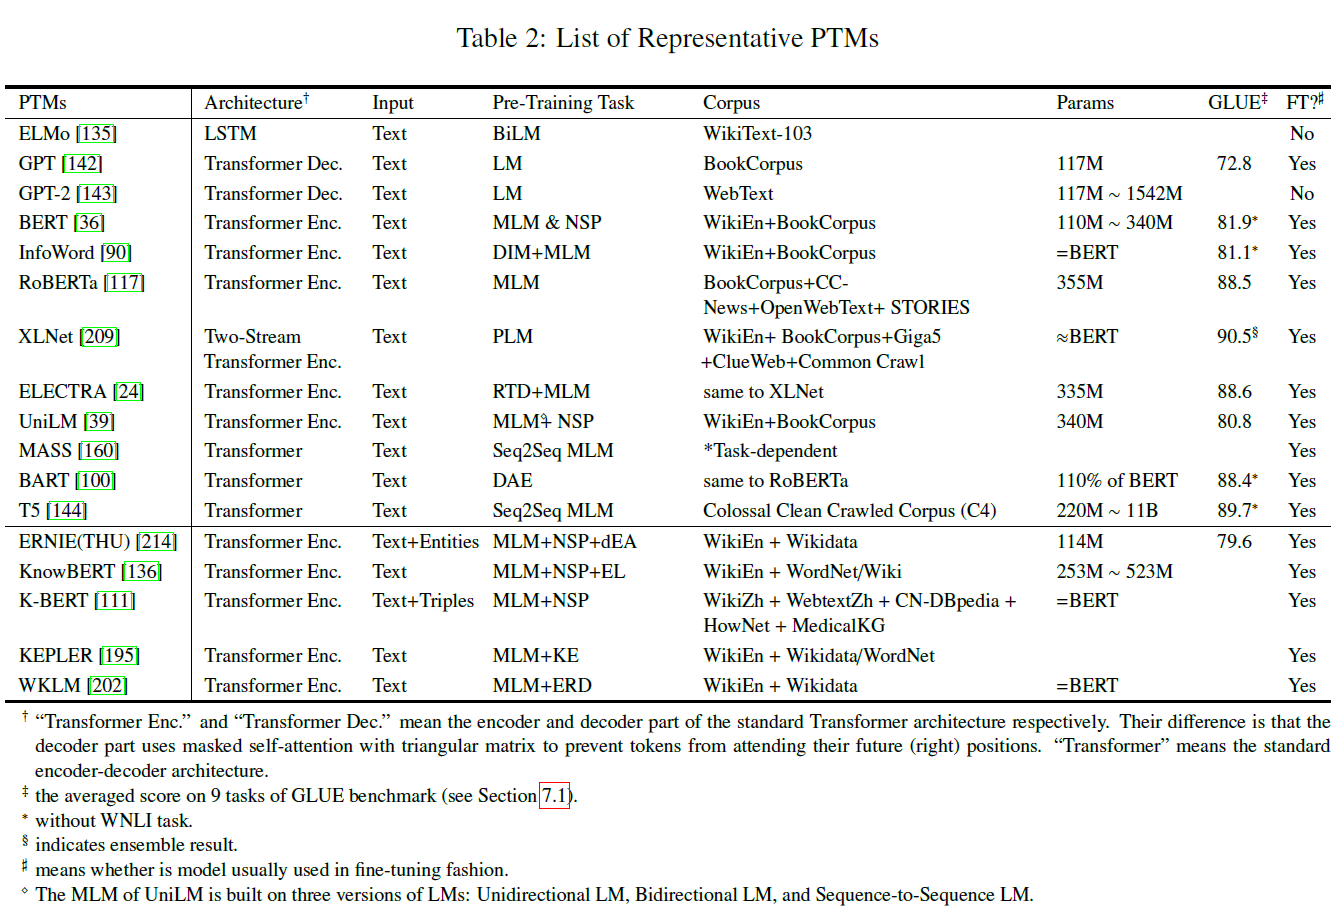 Table 2: List of Representative PTMs
PTMs Architecture† Input Pre-Training Task Corpus Params GLUE‡ FT?♯
ELMo [135] LSTM Text BiLM WikiText-103 No
GPT [142] Transformer Dec. Text LM BookCorpus 117M 72.8 Yes
GPT-2 [143] Transformer Dec. Text LM WebText 117M ~ 1542M No
BERT [36] Transformer Enc. Text MLM & NSP WikiEn+BookCorpus 110M ~ 340M 81.9* Yes
InfoWord [90] Transformer Enc. Text DIM+MLM WikiEn+BookCorpus =BERT 81.1* Yes
RoBERTa [117] Transformer Enc. Text MLM BookCorpus+CC- 355M 88.5 Yes
News+OpenWebText+ STORIES
XLNet [209] Two-Stream Text PLM WikiEn+ BookCorpus+Giga5 ≈BERT 90.5§ Yes
Transformer Enc. +ClueWeb+Common Crawl
ELECTRA [24] Transformer Enc. Text RTD+MLM same to XLNet 335M 88.6 Yes
UniLM [39] Transformer Enc. Text MLM⋄+ NSP WikiEn+BookCorpus 340M 80.8 Yes
MASS [160] Transformer Text Seq2Seq MLM *Task-dependent Yes
BART [100] Transformer Text DAE same to RoBERTa 110% of BERT 88.4* Yes
T5 [144] Transformer Text Seq2Seq MLM Colossal Clean Crawled Corpus (C4) 220M ~ 11B 89.7* Yes
ERNIE(THU) [214] Transformer Enc. Text+Entities MLM+NSP+dEA WikiEn + Wikidata 114M 79.6 Yes
KnowBERT [136] Transformer Enc. Text MLM+NSP+EL WikiEn + WordNet/Wiki 253M ~ 523M Yes
K-BERT [111] Transformer Enc. Text+Triples MLM+NSP WikiZh + WebtextZh + CN-DBpedia + =BERT Yes
HowNet + MedicalKG
KEPLER [195] Transformer Enc. Text MLM+KE WikiEn + Wikidata/WordNet Yes
WKLM [202] Transformer Enc. Text MLM+ERD WikiEn + Wikidata =BERT Yes
† “Transformer Enc.” and “Transformer Dec.” mean the encoder and decoder part of the standard Transformer architecture respectively. Their difference is that the
decoder part uses masked self-attention with triangular matrix to prevent tokens from attending their future (right) positions. “Transformer” means the standard
encoder-decoder architecture.
‡ the averaged score on 9 tasks of GLUE benchmark (see Section 7.1).
* without WNLI task.
§ indicates ensemble result.
♯ means whether is model usually used in fine-tuning fashion.
⋄ The MLM of UniLM is built on three versions of LMs: Unidirectional LM, Bidirectional LM, and Sequence-to-Sequence LM.